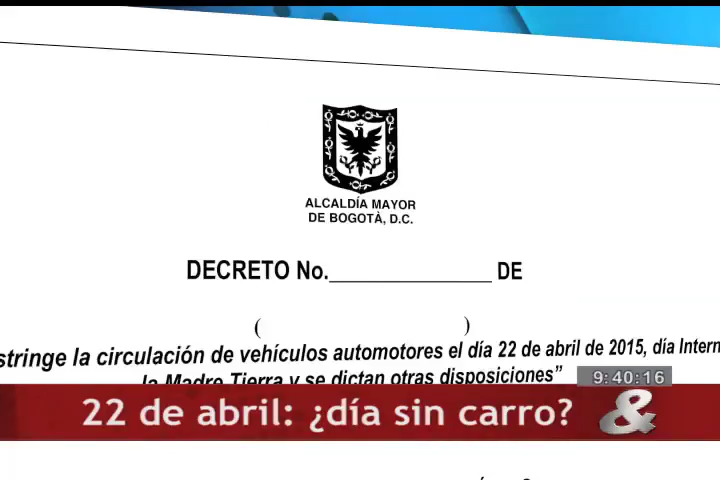 ALCALDÍA MAYOR
DE BOGOTÀ, D.C.
DECRETO No.______________ DE
( )
stringe la circulación de vehículos automotores el día 22 de abril de 2015, día Intern
la Madre Tierra y se dictan otras disposiciones”
9:40:16
22 de abril: ¿día sin carro? &